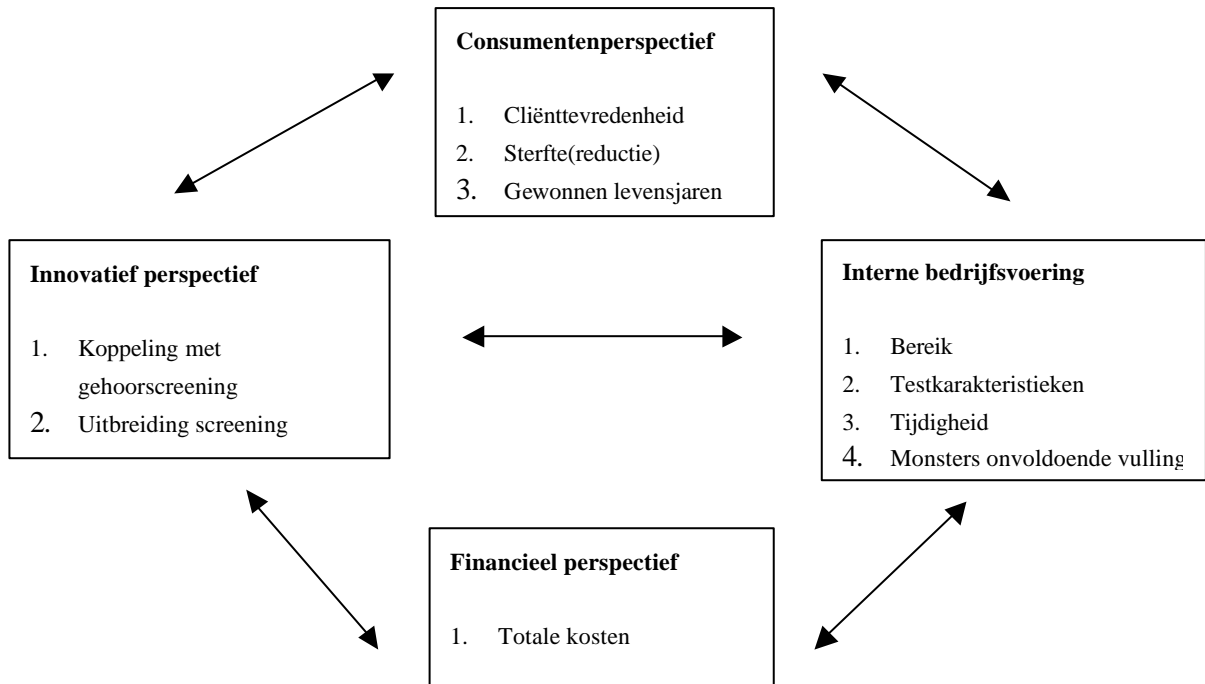 Consumentenperspectief
1. Cliënttevredenheid
2. Sterfte(reductie)
3. Gewonnen levensjaren
Innovatief perspectief
1. Koppeling met
gehoorscreening
2. Uitbreiding screening
Interne bedrijfsvoering
1. Bereik
2. Testkarakteristieken
3. Tijdigheid
4. Monsters onvoldoende vulling
Financieel perspectief
1. Totale kosten